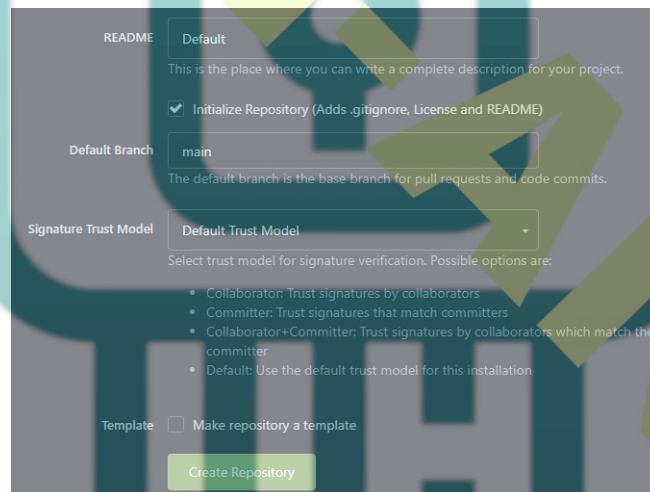 README
Default
This is the place where you can write a complete description for your project.
Initialize Repository (Adds .gitignore, License and README)
Default Branch
main
The default branch is the base branch for pull requests and code commits.
Signature Trust Model
Default Trust Model
Select trust model for signature verification. Possible options are:
Collaborator: Trust signatures by collaborators
Committer: Trust signatures that match committers
Collaborator+Committer: Trust signatures by collaborators which match the
committer
Default: Use the default trust model for this installation
Template
Make repository a template
Create Repository